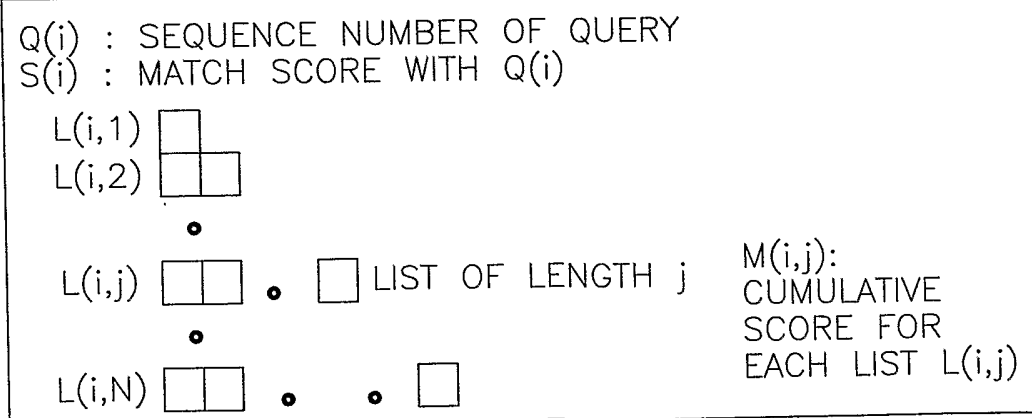 Q(i) : SEQUENCE NUMBER OF QUERY
S(i) : MATCH SCORE WITH Q(i)
L(i,1)
L(i,2)
L(i,j) LIST OF LENGTH j
L(i,N)
M(i,j):
CUMULATIVE
SCORE FOR
EACH LIST L(i,j)